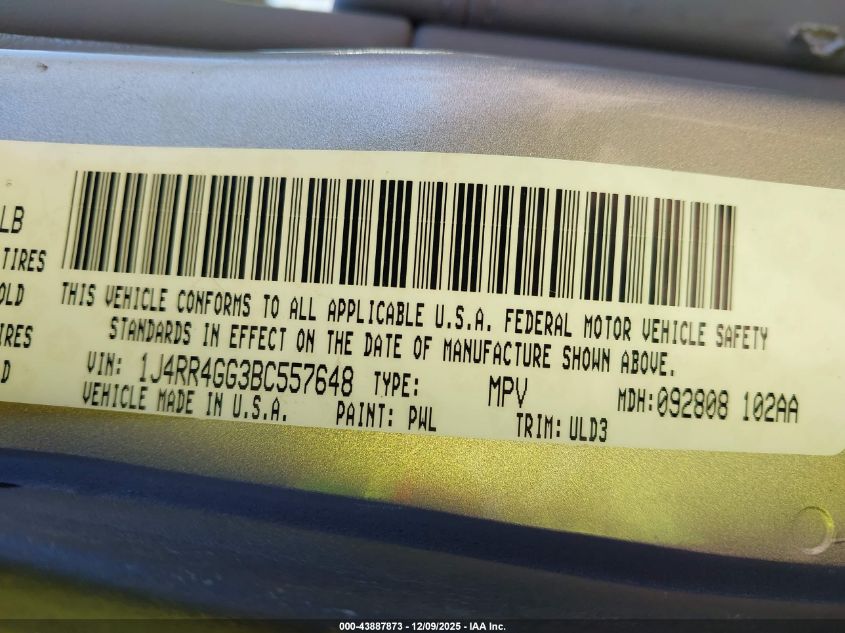 LB
TIRES
OLD
IRES
D
THIS VEHICLE CONFORMS TO ALL APPLICABLE U.S.A. FEDERAL MOTOR VEHICLE SAFETY
STANDARDS IN EFFECT ON THE DATE OF MANUFACTURE SHOWN ABOVE.
VIN: 1J4RR4GG3BC557648 TYPE: MPV MDH:092808 102AA
VEHICLE MADE IN U.S.A. PAINT: PWL TRIM: ULD3
000-43887873 - 12/09/2025 - IAA Inc.